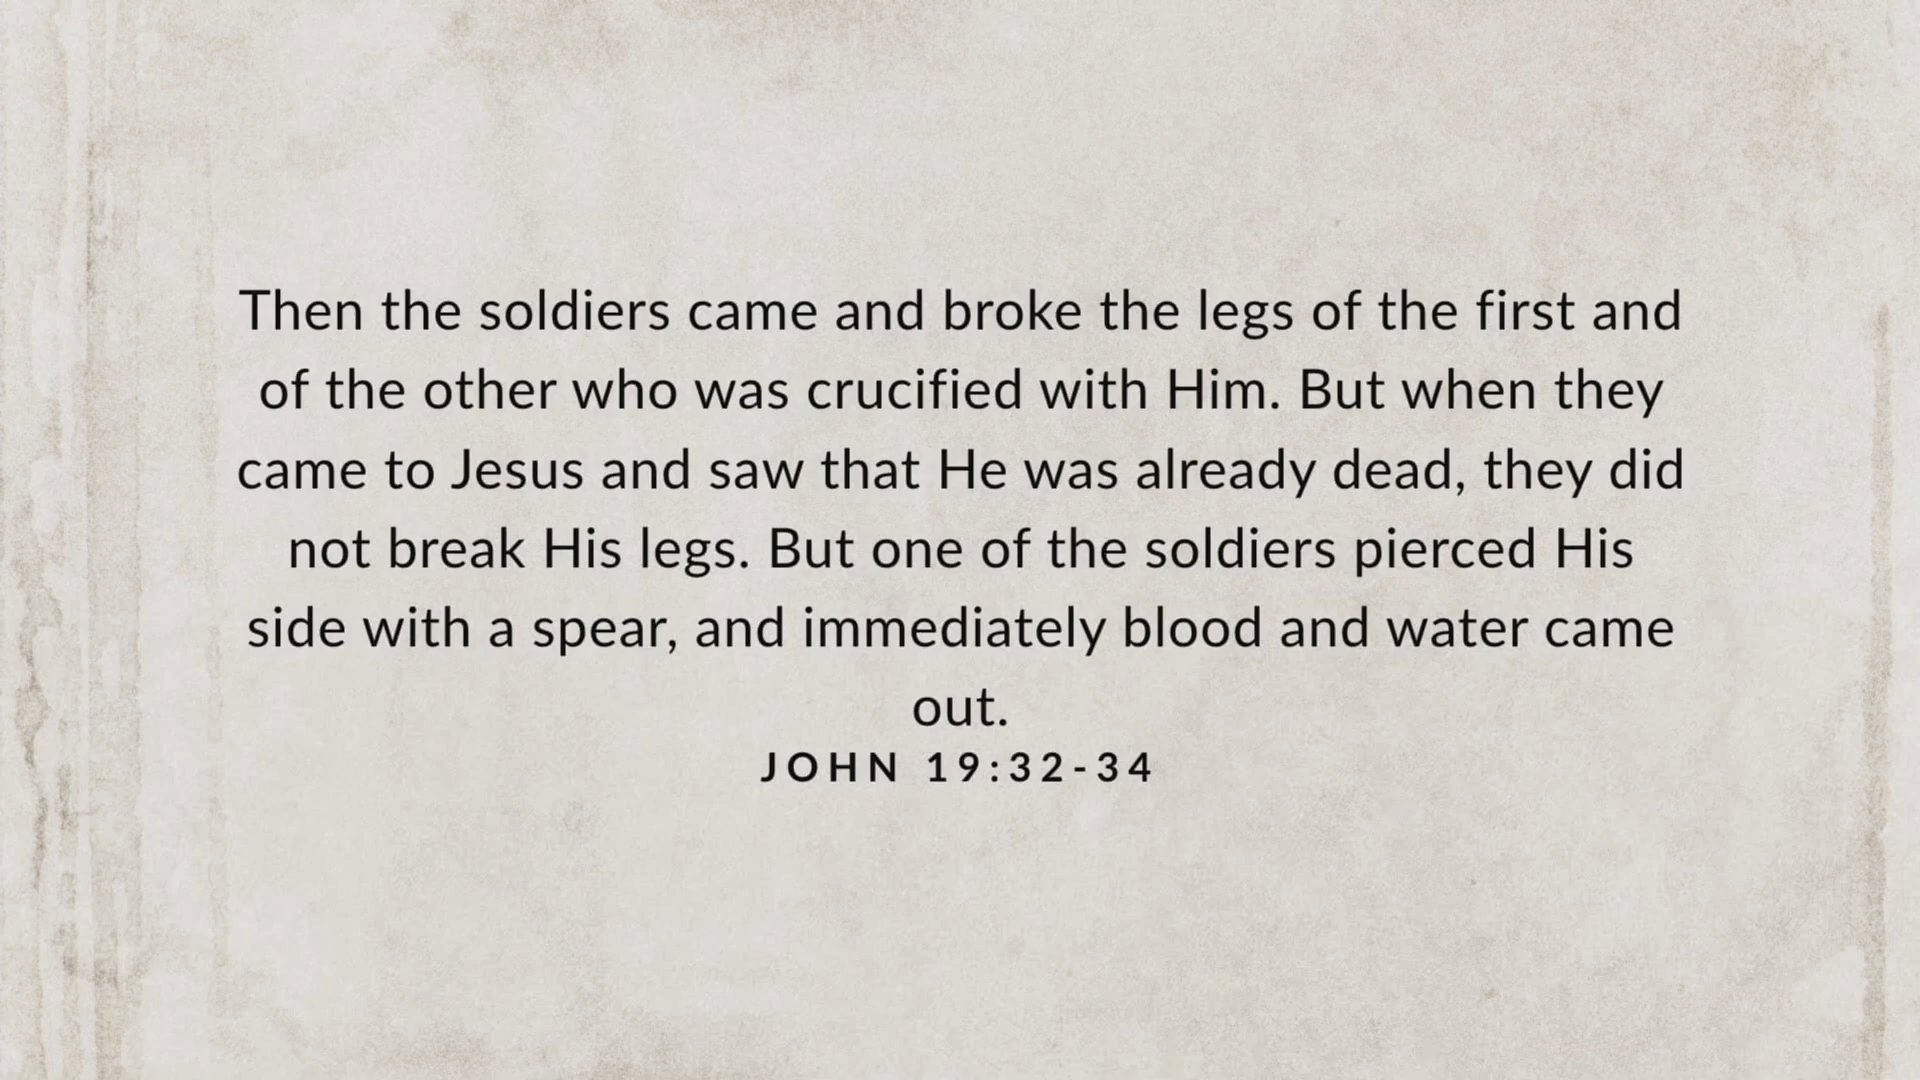 Then the soldiers came and broke the legs of the first and
of the other who was crucified with Him. But when they
came to Jesus and saw that He was already dead, they did
not break His legs. But one of the soldiers pierced His
side with a spear, and immediately blood and water came
out.
JOHN 19:32-34